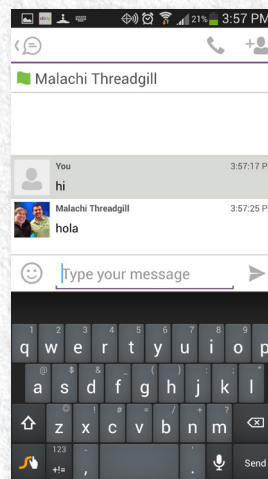 21% 3:57 PM
Malachi Threadgill
You 3:57:17 P
hi
Malachi Threadgill 3:57:25 P
hola
Type your message
1 2 3 4 5 6 7 8 9 0
q w e r t y u i o p
@ $ & _ ( ) : ; "
a s d f g h j k l
© ! # = / + ?
z x c v b n m
123
+!= , . Send